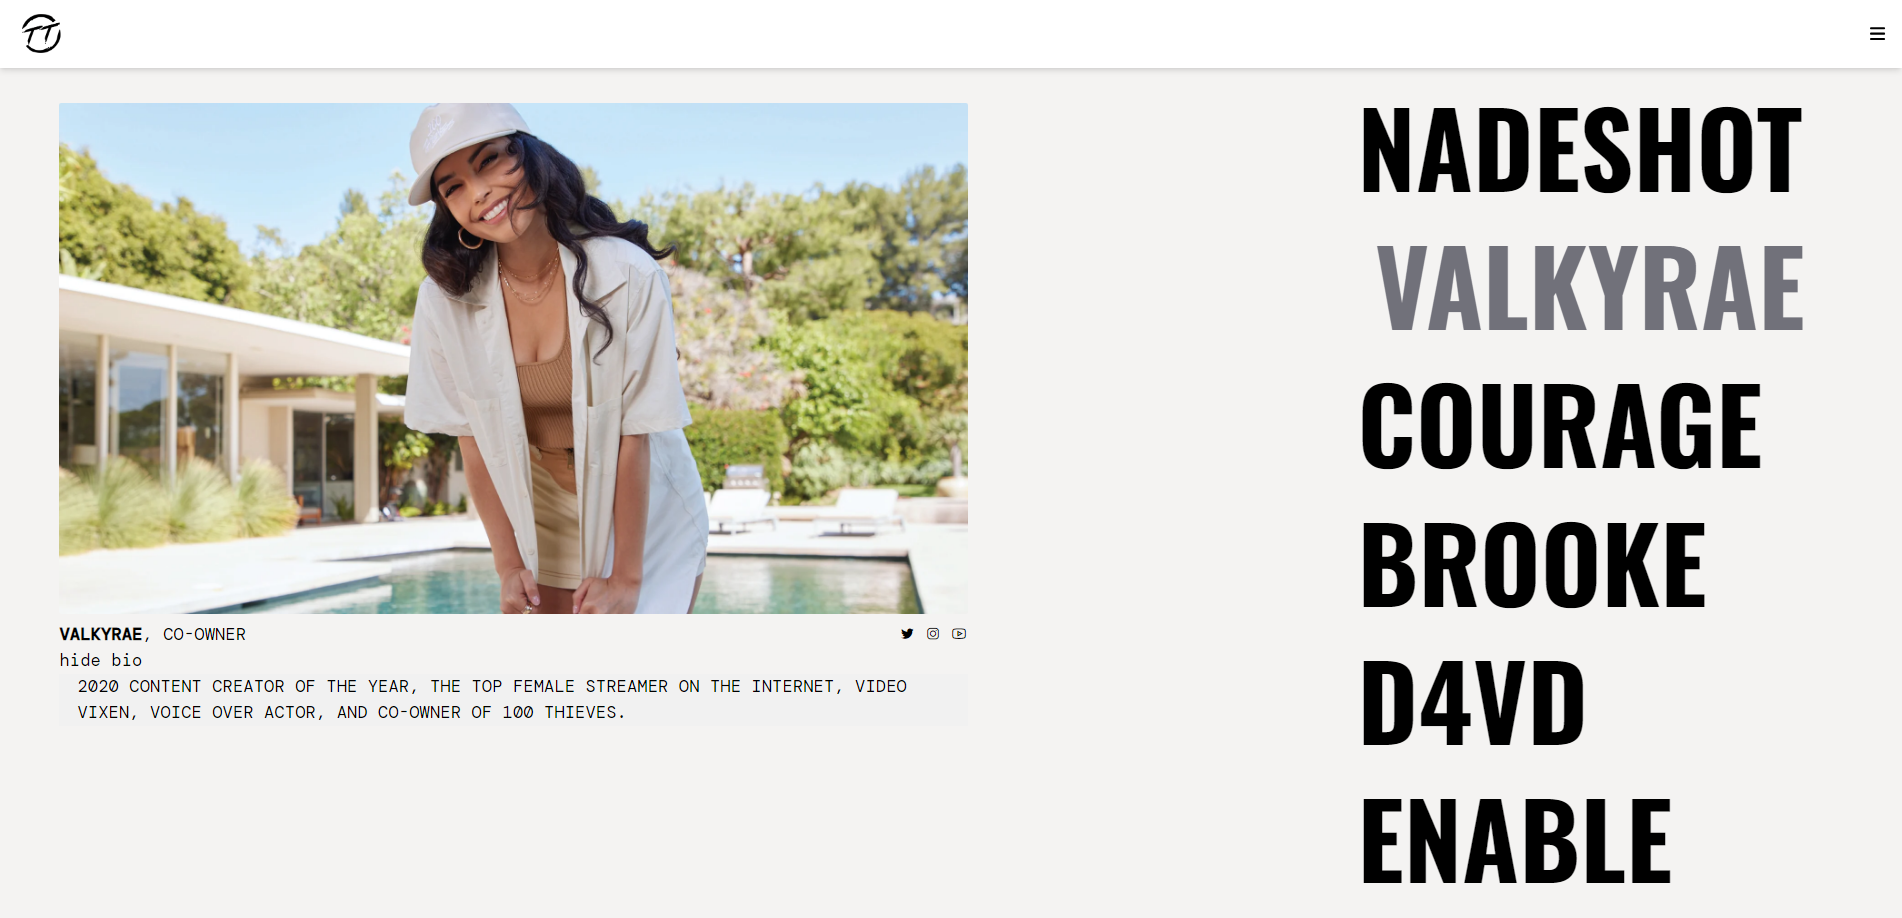 TT
VALKYRAE, CO-OWNER
hide bio
2020 CONTENT CREATOR OF THE YEAR, THE TOP FEMALE STREAMER ON THE INTERNET, VIDEO
VIXEN, VOICE OVER ACTOR, AND CO-OWNER OF 100 THIEVES.
NADESHOT
VALKYRAE
COURAGE
BROOKE
D4VD
ENABLE